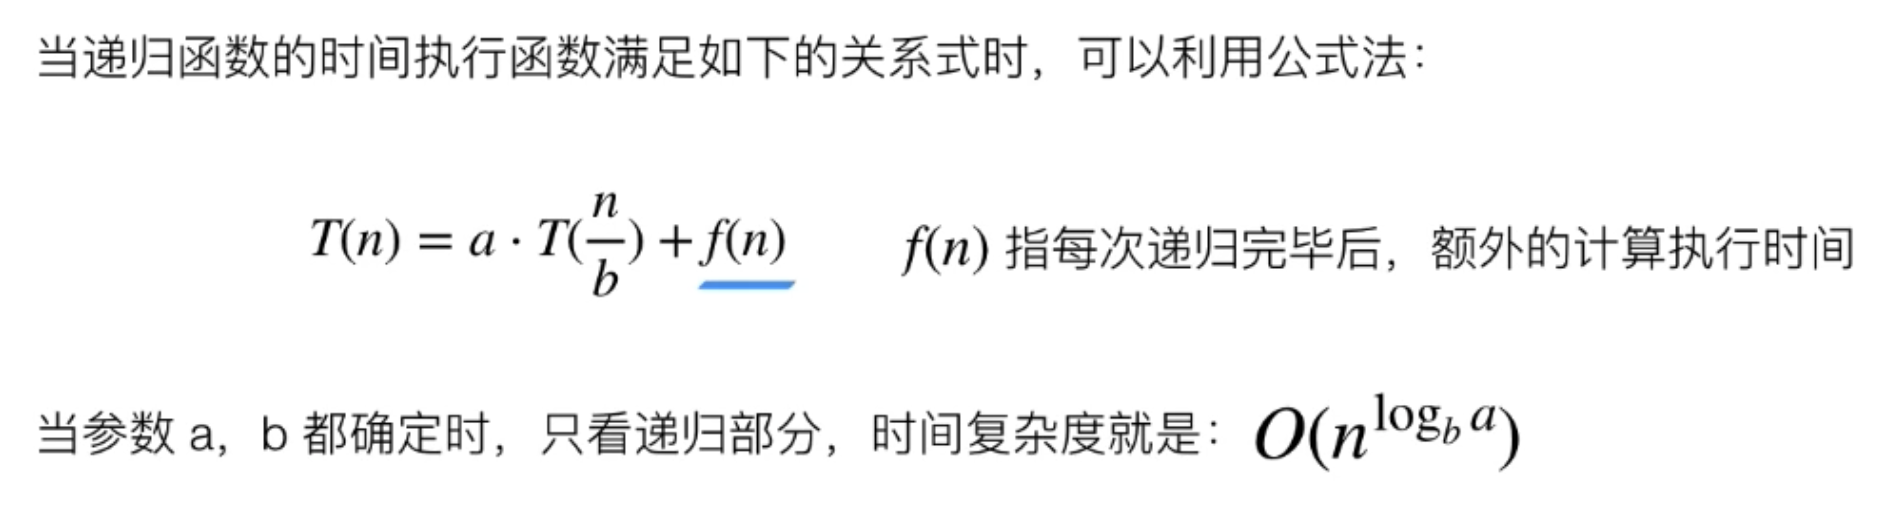 当递归函数的时间执行函数满足如下的关系式时，可以利用公式法：
T(n) = a · T(n/b) + f(n) f(n) 指每次递归完毕后，额外的计算执行时间
当参数 a，b 都确定时，只看递归部分，时间复杂度就是：O(n^{log_b a})